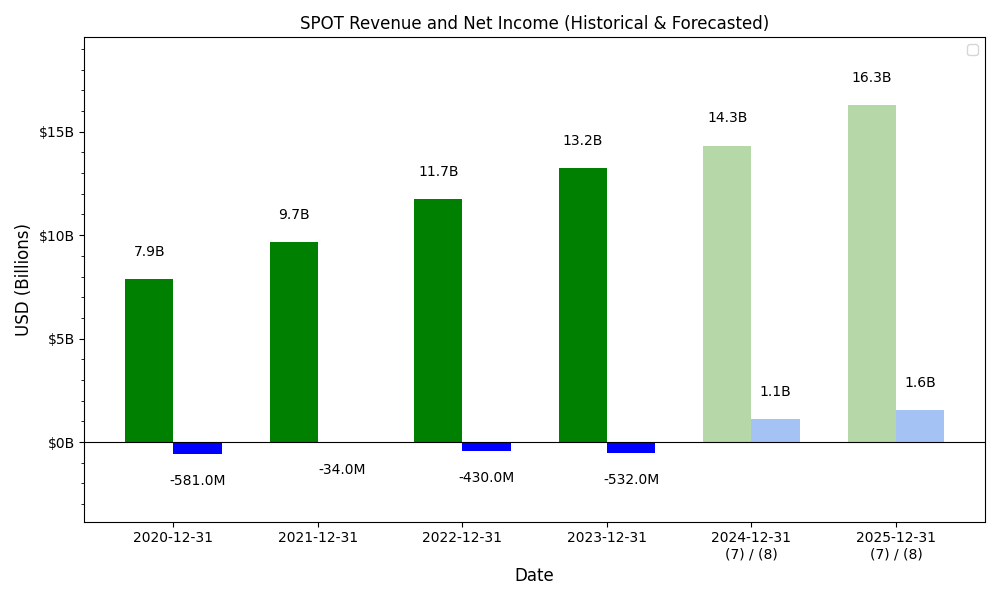 SPOT Revenue and Net Income (Historical & Forecasted)
USD (Billions)
$15B
$10B
$5B
$0B
7.9B
9.7B
11.7B
13.2B
14.3B
16.3B
-581.0M
-34.0M
-430.0M
-532.0M
1.1B
1.6B
2020-12-31
2021-12-31
2022-12-31
2023-12-31
2024-12-31
(7) / (8)
2025-12-31
(7) / (8)
Date